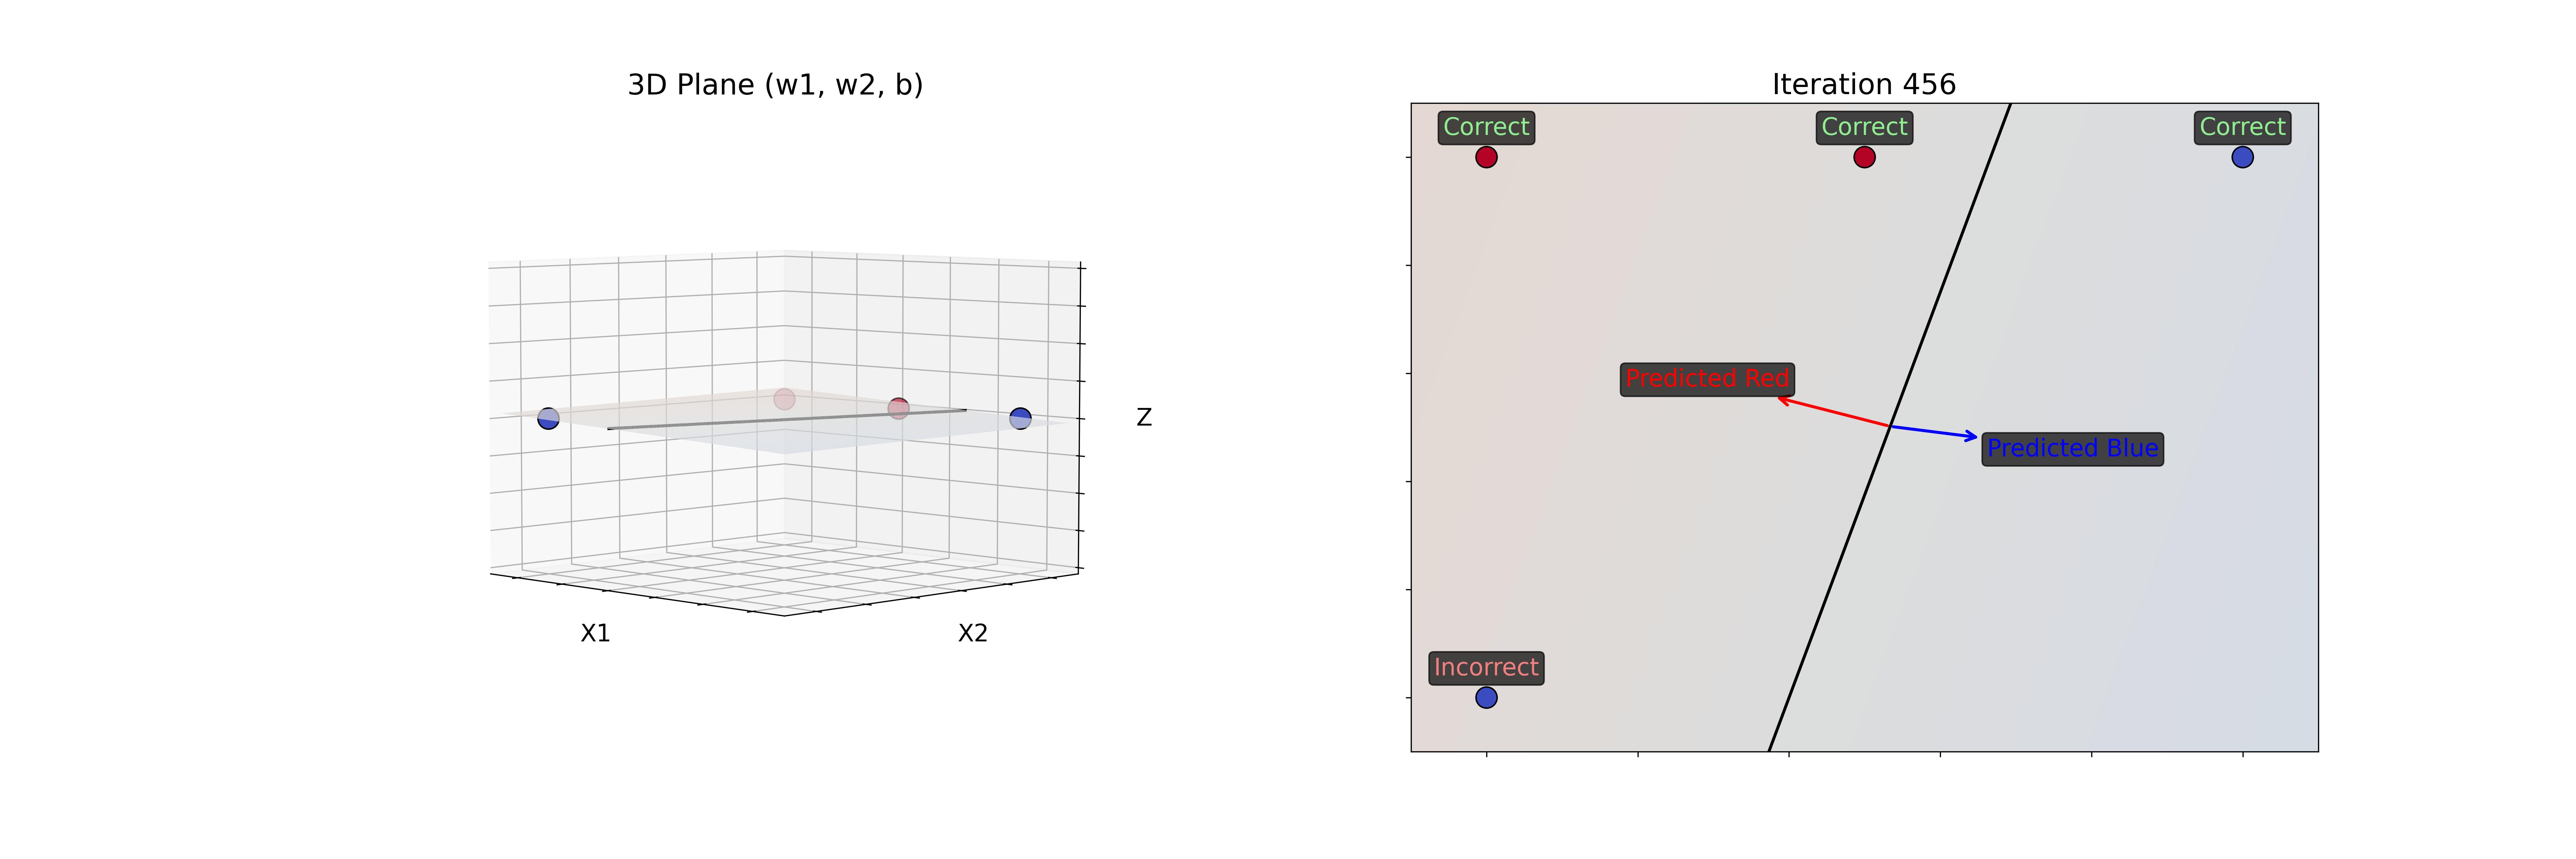 3D Plane (w1, w2, b)
Z
X1
X2
Iteration 456
Correct
Correct
Correct
Predicted Red
Predicted Blue
Incorrect